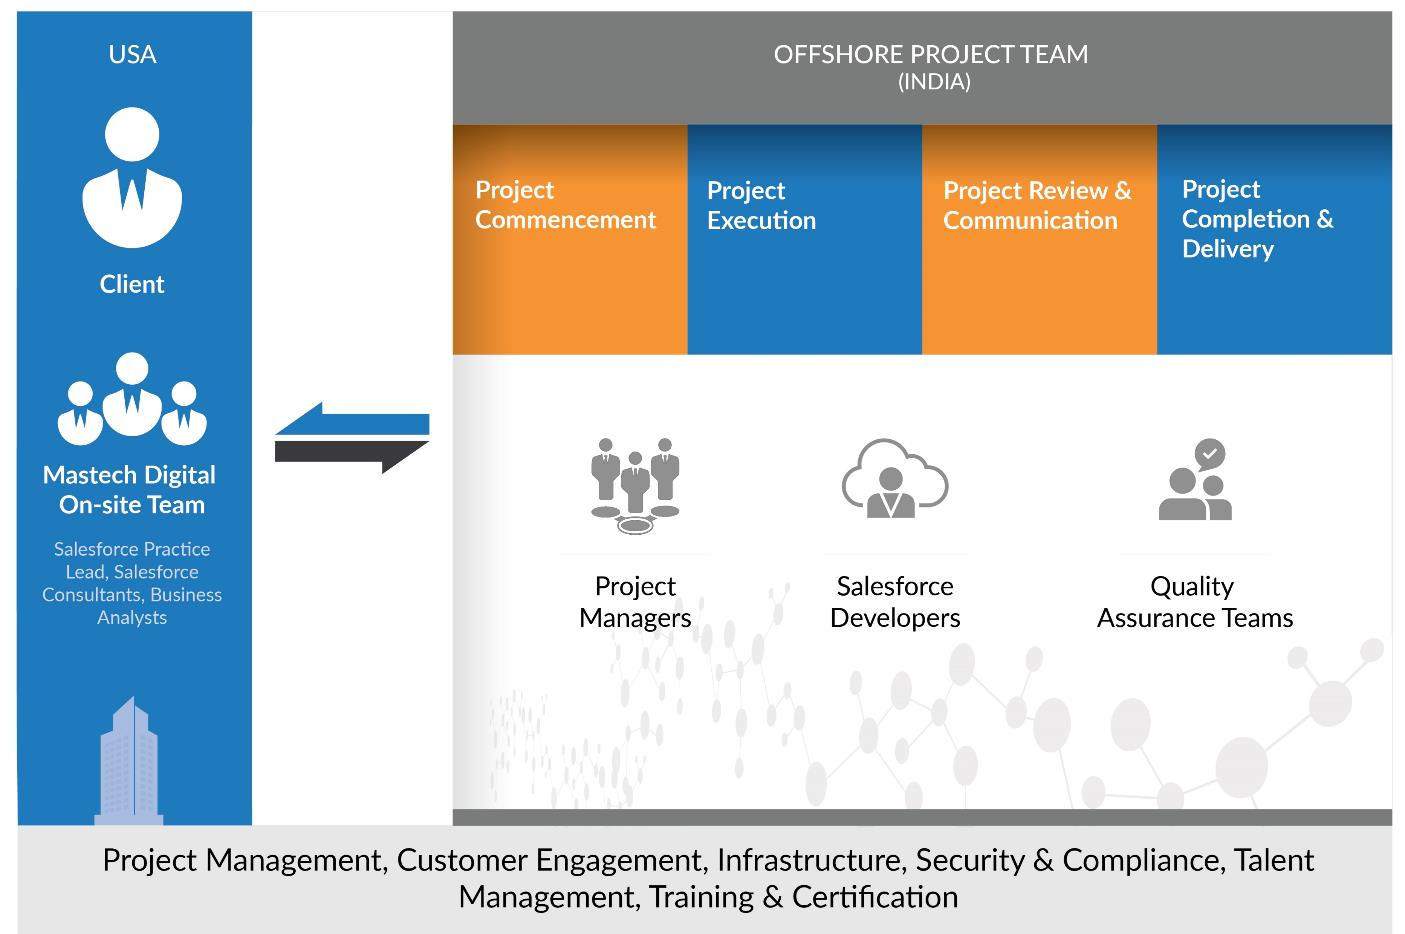 USA
Client
Mastech Digital
On-site Team
Salesforce Practice
Lead, Salesforce
Consultants, Business
Analysts
OFFSHORE PROJECT TEAM
(INDIA)
Project
Commencement
Project
Execution
Project Review &
Communication
Project
Completion &
Delivery
Project
Managers
Salesforce
Developers
Quality
Assurance Teams
Project Management, Customer Engagement, Infrastructure, Security & Compliance, Talent
Management, Training & Certification